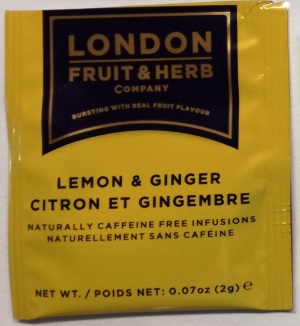 LONDON
FRUIT & HERB
COMPANY
BURSTING WITH REAL FRUIT FLAVOUR
LEMON & GINGER
CITRON ET GINGEMBRE
NATURALLY CAFFEINE FREE INFUSIONS
NATURELLEMENT SANS CAFÉINE
NET WT. / POIDS NET: 0.07oz (2g) ℮